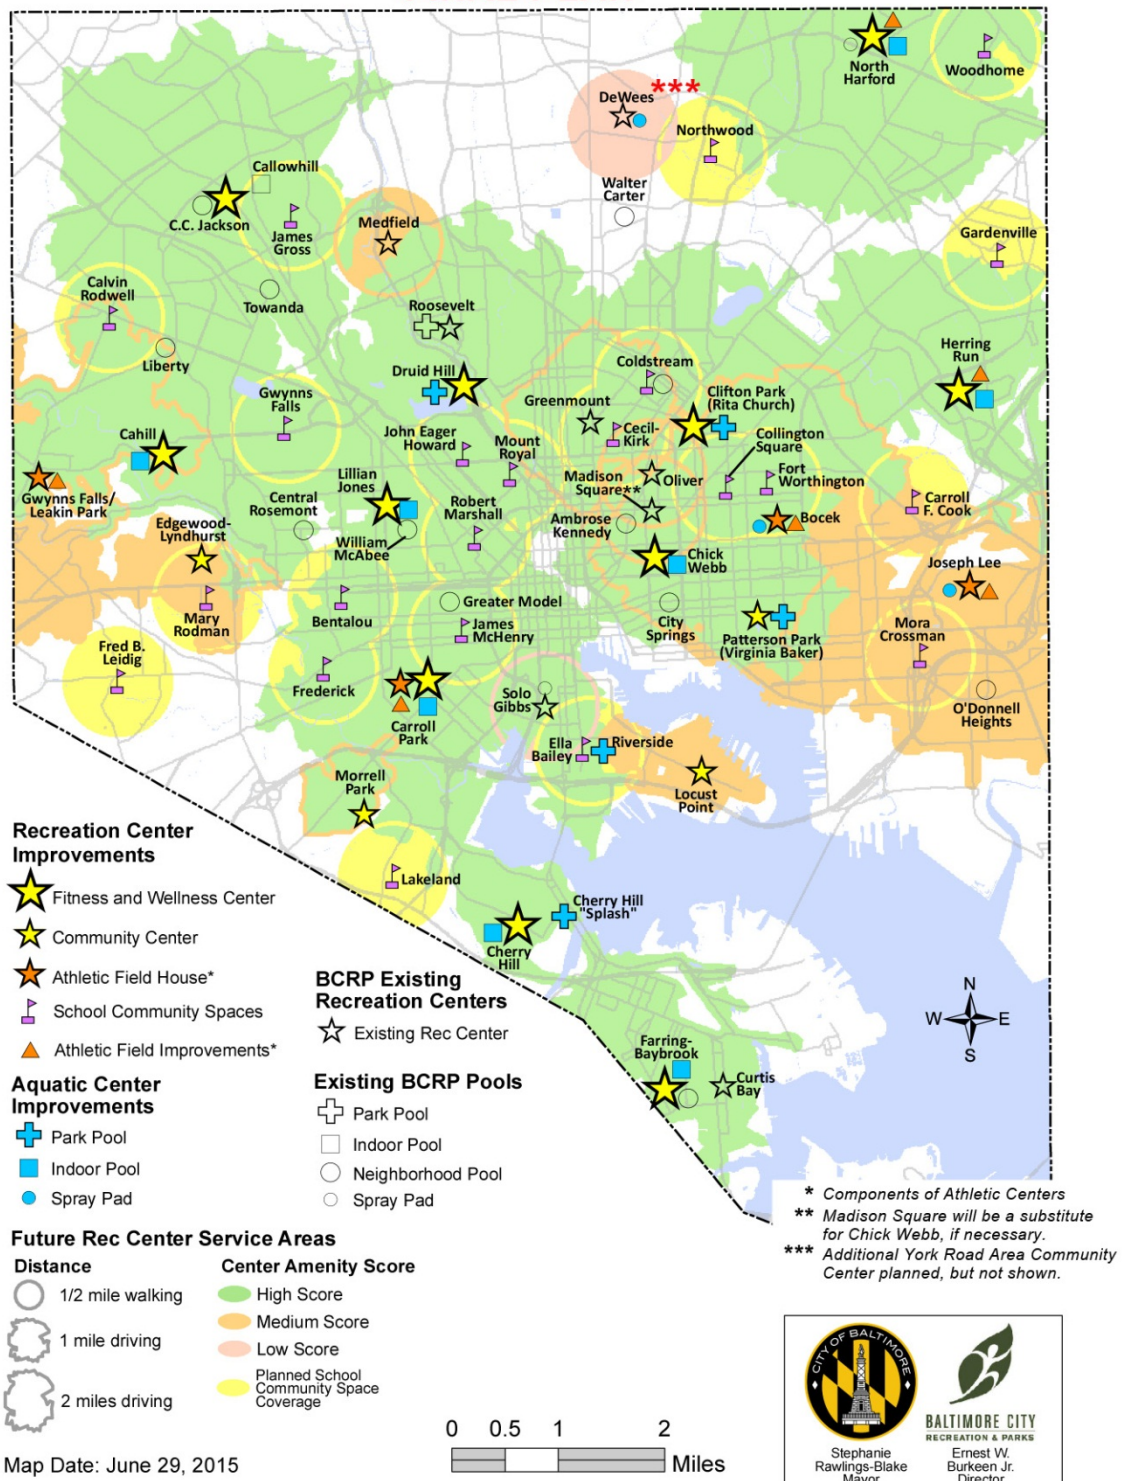 North
Harford
Woodhome
***
DeWees
Northwood
Walter
Carter
Callowhill
C.C. Jackson
James
Gross
Medfield
Gardenville
Calvin
Rodwell
Towanda
Roosevelt
Liberty
Herring
Run
Coldstream
Druid Hill
Clifton Park
(Rita Church)
Gwynns
Falls
Greenmount
Cahill
John Eager
Howard
Mount
Royal
Cecil-
Kirk
Collington
Square
Gwynns Falls/
Leakin Park
Lillian
Jones
Madison
Square**
Oliver
Fort
Worthington
Central
Rosemont
Robert
Marshall
Carroll
F. Cook
Edgewood-
Lyndhurst
William
McAbee
Ambrose
Kennedy
Bocek
Chick
Webb
Joseph Lee
Mary
Rodman
Bentalou
Greater Model
James
McHenry
City
Springs
Patterson Park
(Virginia Baker)
Mora
Crossman
Fred B.
Leidig
Frederick
Solo
Gibbs
O'Donnell
Heights
Carroll
Park
Ella
Bailey
Riverside
Locust
Point
Morrell
Park
Lakeland
Cherry Hill
"Splash"
Cherry
Hill
Farring-
Baybrook
Curtis
Bay
N
W
E
S
Recreation Center
Improvements
Fitness and Wellness Center
Community Center
Athletic Field House*
School Community Spaces
Athletic Field Improvements*
Aquatic Center
Improvements
Park Pool
Indoor Pool
Spray Pad
BCRP Existing
Recreation Centers
Existing Rec Center
Existing BCRP Pools
Park Pool
Indoor Pool
Neighborhood Pool
Spray Pad
* Components of Athletic Centers
** Madison Square will be a substitute
for Chick Webb, if necessary.
*** Additional York Road Area Community
Center planned, but not shown.
Future Rec Center Service Areas
Distance
1/2 mile walking
1 mile driving
2 miles driving
Center Amenity Score
High Score
Medium Score
Low Score
Planned School
Community Space
Coverage
Map Date: June 29, 2015
0 0.5 1 2
Miles
CITY OF BALTIMORE
Stephanie
Rawlings-Blake
Mayor
BALTIMORE CITY
RECREATION & PARKS
Ernest W.
Burkeen Jr.
Director